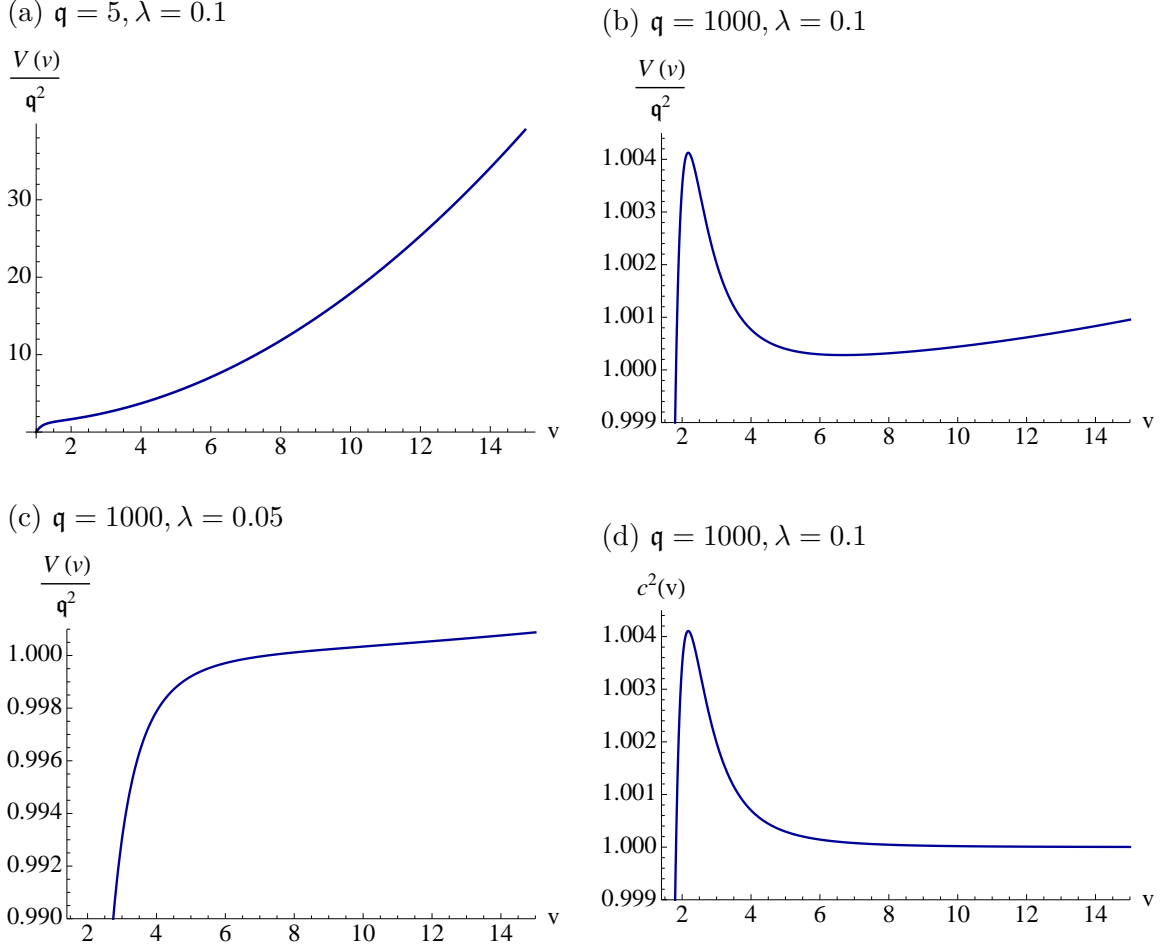 (a) 𝔮 = 5, λ = 0.1
V(v)
𝔮²
30
20
10
2 4 6 8 10 12 14 v
(b) 𝔮 = 1000, λ = 0.1
V(v)
𝔮²
1.004
1.003
1.002
1.001
1.000
0.999
2 4 6 8 10 12 14 v
(c) 𝔮 = 1000, λ = 0.05
V(v)
𝔮²
1.000
0.998
0.996
0.994
0.992
0.990
2 4 6 8 10 12 14 v
(d) 𝔮 = 1000, λ = 0.1
c²(v)
1.004
1.003
1.002
1.001
1.000
0.999
2 4 6 8 10 12 14 v